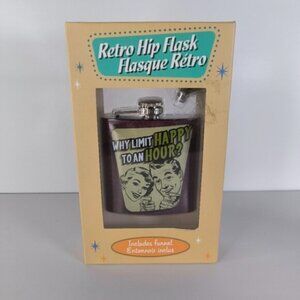 Retro Hip Flask
Flasque Rétro
WHY LIMIT HAPPY
TO AN HOUR?
Includes funnel
Entonnoir inclus